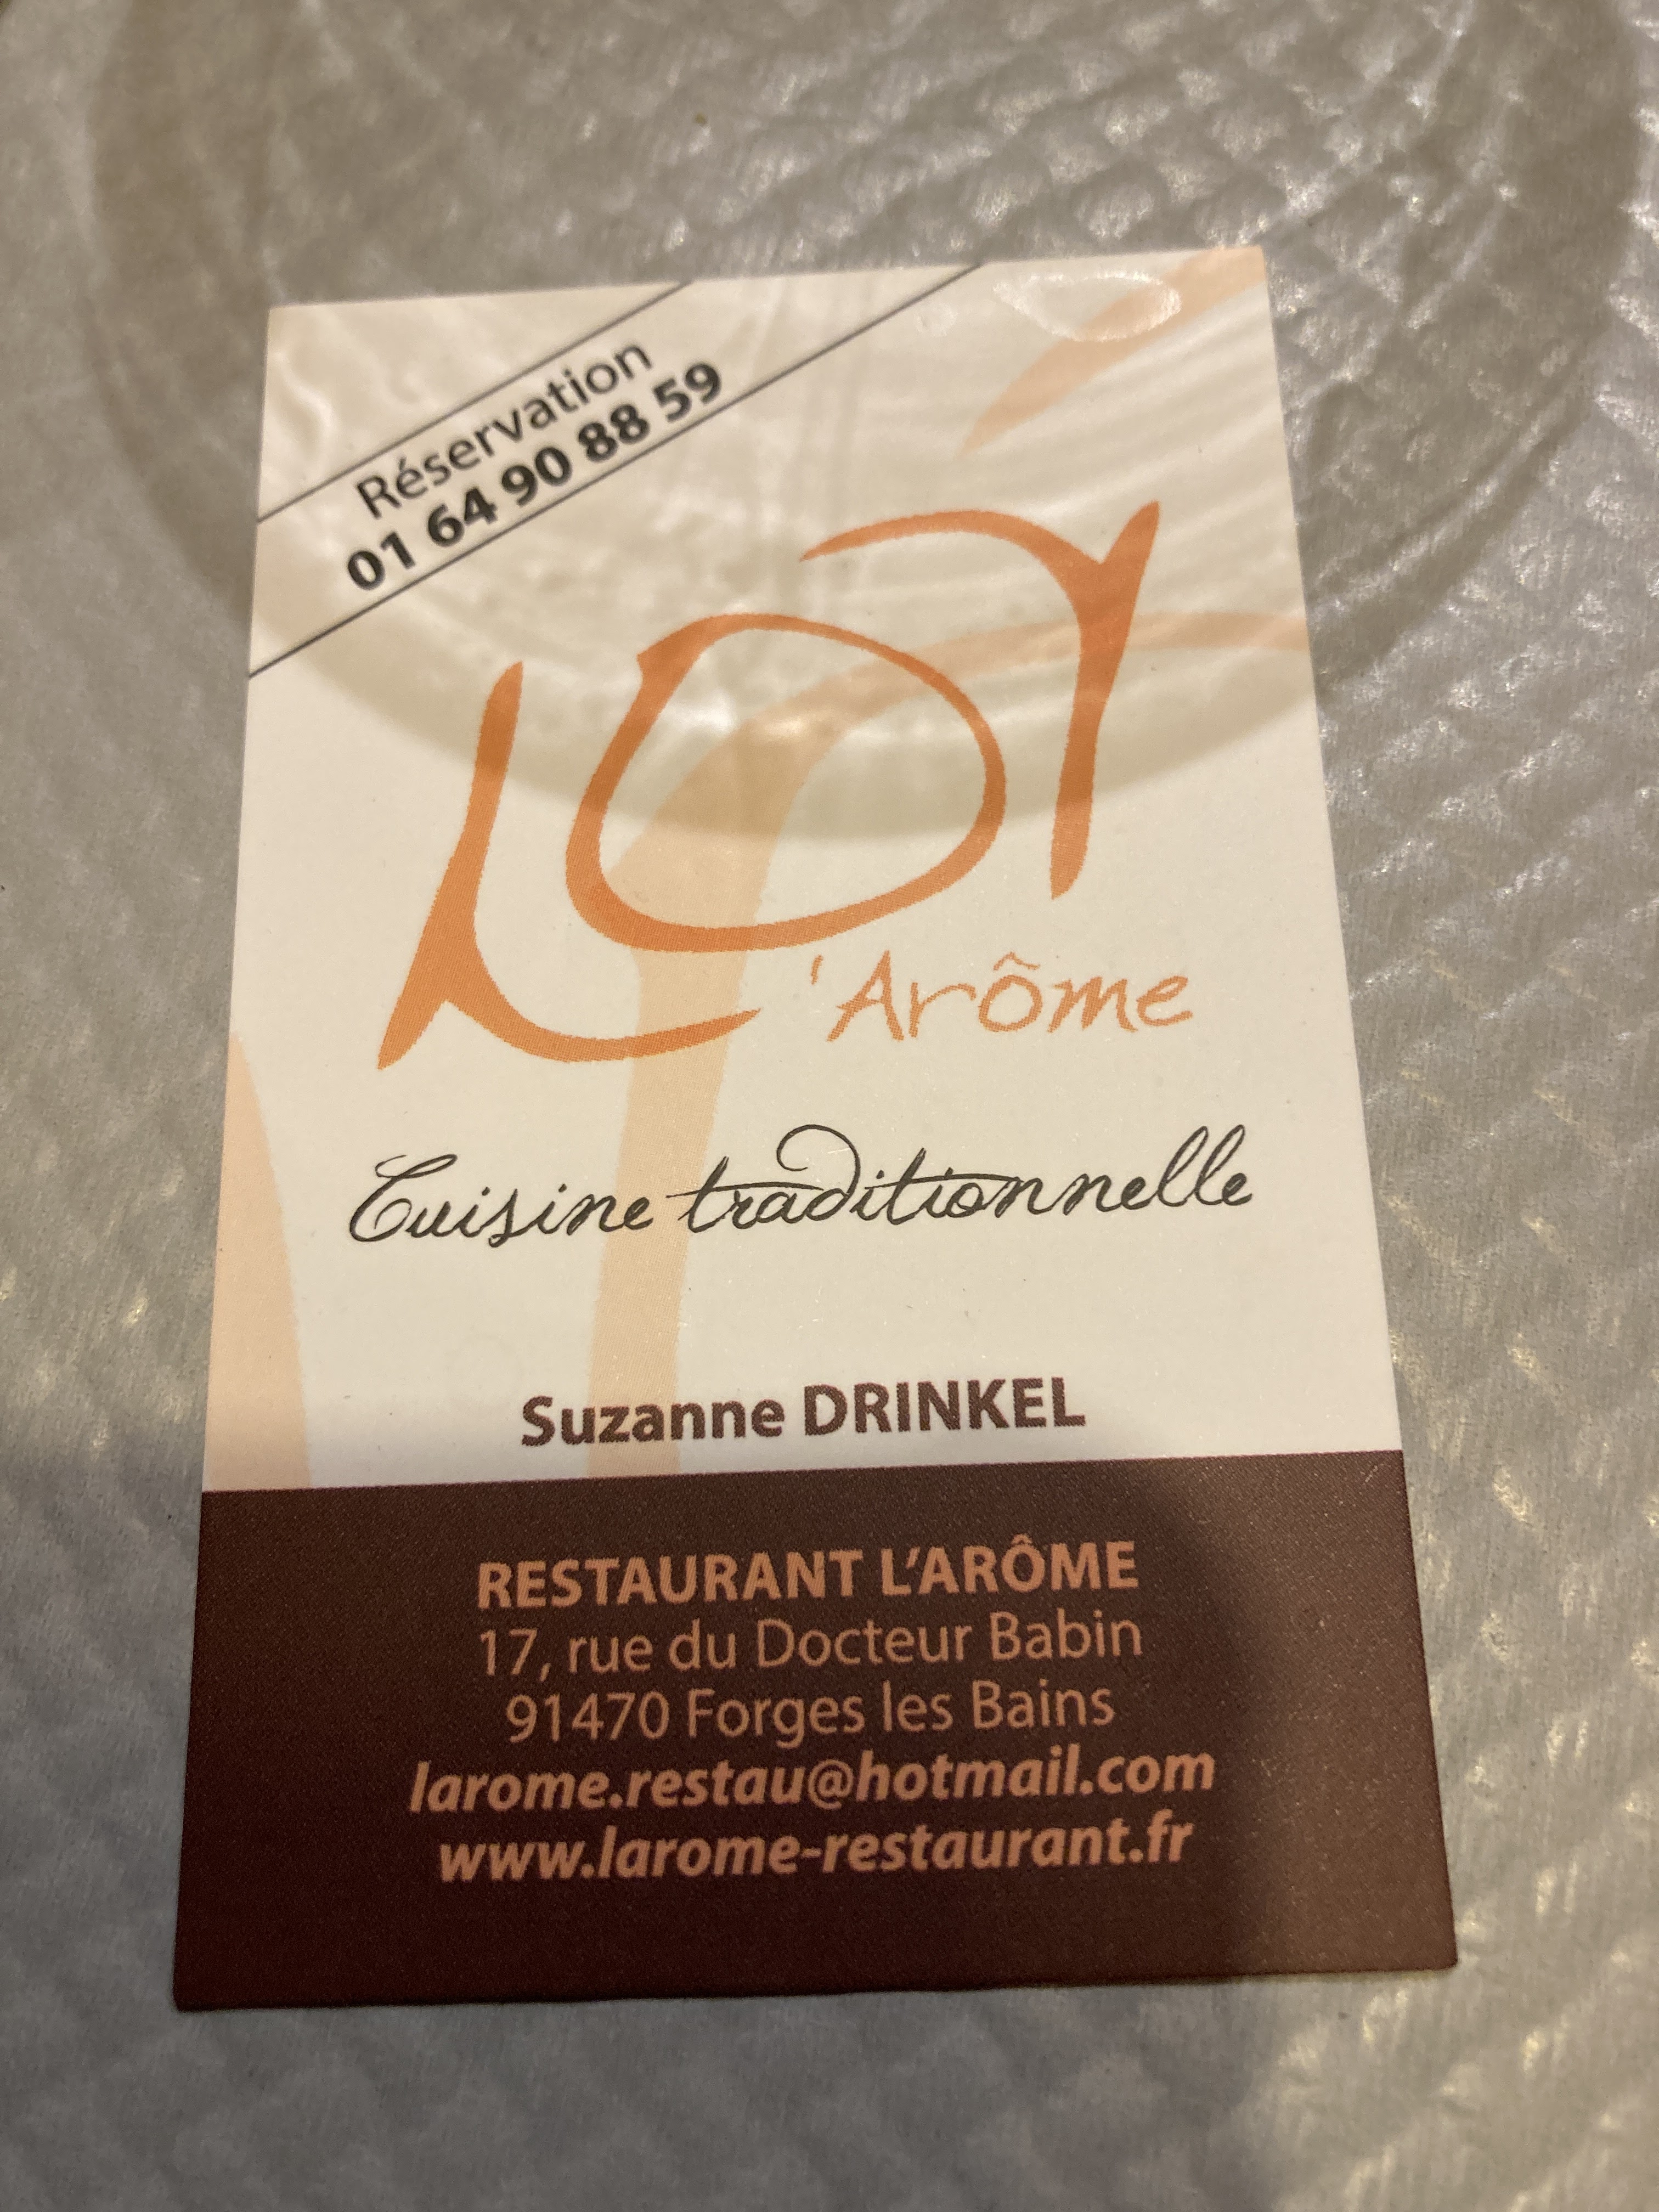 Réservation
01 64 90 88 59
L'Arôme
Cuisine traditionnelle
Suzanne DRINKEL
RESTAURANT L'ARÔME
17, rue du Docteur Babin
91470 Forges les Bains
larome.restau@hotmail.com
www.larome-restaurant.fr